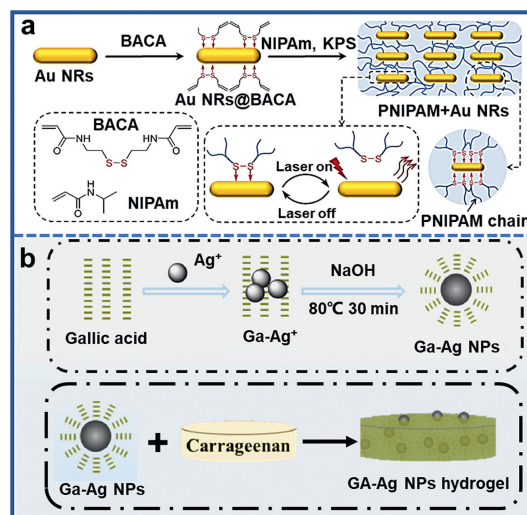 a
BACA
NIPAm, KPS
Au NRs
Au NRs@BACA
PNIPAM+Au NRs
BACA
O
N
H
S-S
H
N
O
O
N
H
NIPAm
S-S
S-S
Laser on
Laser off
PNIPAM chain
b
Ag⁺
NaOH
80℃ 30 min
Gallic acid
Ga-Ag⁺
Ga-Ag NPs
Carrageenan
Ga-Ag NPs
GA-Ag NPs hydrogel